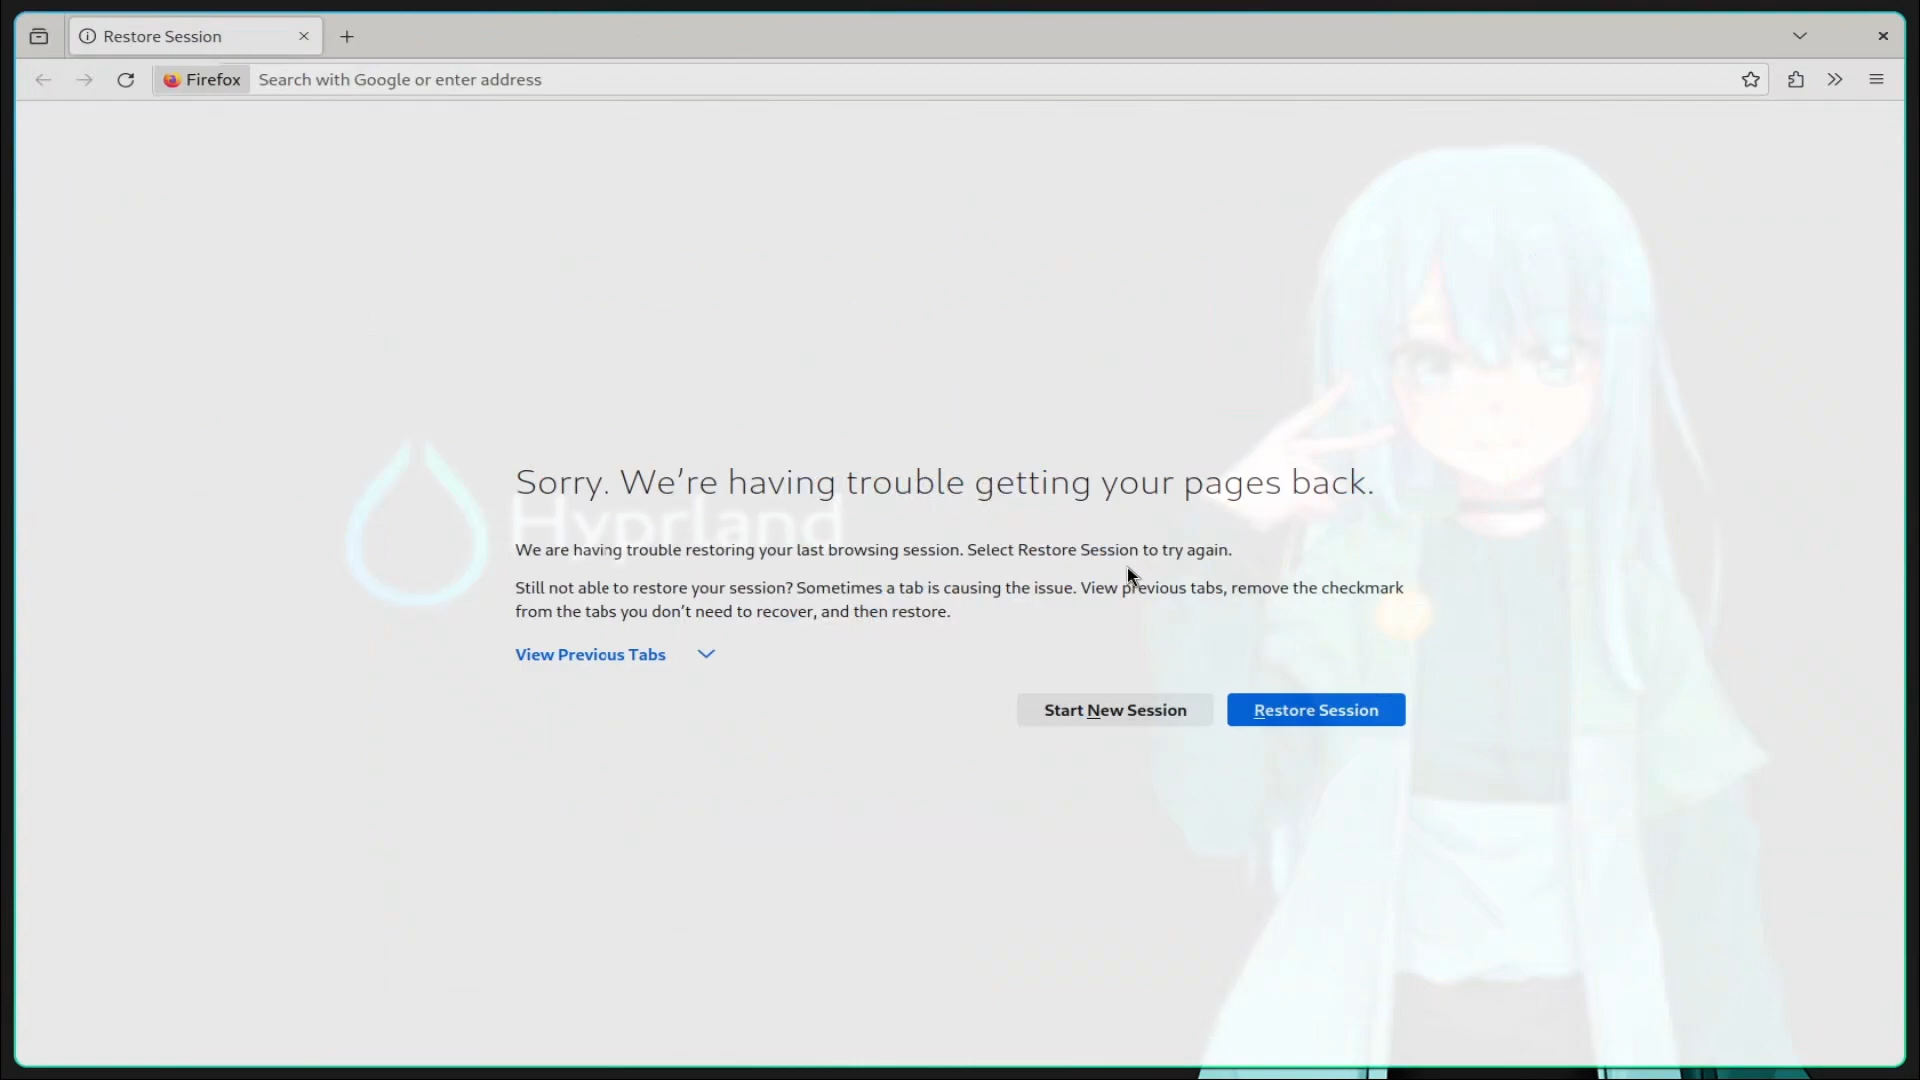 Restore Session
Firefox Search with Google or enter address
Sorry. We're having trouble getting your pages back.
Hyprland
We are having trouble restoring your last browsing session. Select Restore Session to try again.
Still not able to restore your session? Sometimes a tab is causing the issue. View previous tabs, remove the checkmark
from the tabs you don't need to recover, and then restore.
View Previous Tabs
Start New Session Restore Session